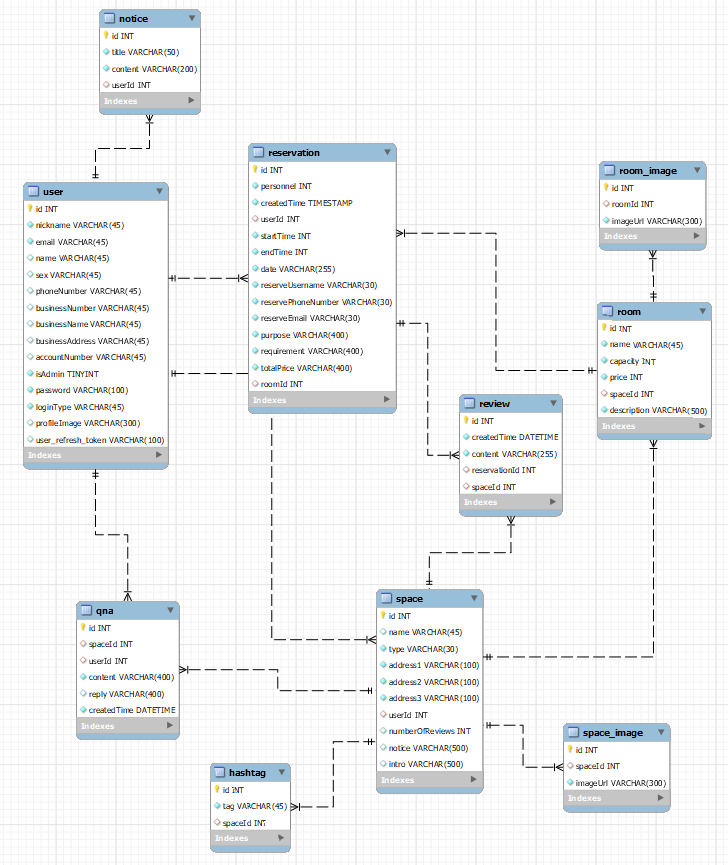 notice
id INT
title VARCHAR(50)
content VARCHAR(200)
userId INT
Indexes
user
id INT
nickname VARCHAR(45)
email VARCHAR(45)
name VARCHAR(45)
sex VARCHAR(45)
phoneNumber VARCHAR(45)
businessNumber VARCHAR(45)
businessName VARCHAR(45)
businessAddress VARCHAR(45)
accountNumber VARCHAR(45)
isAdmin TINYINT
password VARCHAR(100)
loginType VARCHAR(45)
profileImage VARCHAR(300)
user_refresh_token VARCHAR(100)
Indexes
reservation
id INT
personnel INT
createdTime TIMESTAMP
userId INT
startTime INT
endTime INT
date VARCHAR(255)
reserveUsername VARCHAR(30)
reservePhoneNumber VARCHAR(30)
reserveEmail VARCHAR(30)
purpose VARCHAR(400)
requirement VARCHAR(400)
totalPrice VARCHAR(400)
roomId INT
Indexes
room_image
id INT
roomId INT
imageUrl VARCHAR(300)
Indexes
room
id INT
name VARCHAR(45)
capacity INT
price INT
spaceId INT
description VARCHAR(500)
Indexes
review
id INT
createdTime DATETIME
content VARCHAR(255)
reservationId INT
spaceId INT
Indexes
qna
id INT
spaceId INT
userId INT
content VARCHAR(400)
reply VARCHAR(400)
createdTime DATETIME
Indexes
space
id INT
name VARCHAR(45)
type VARCHAR(30)
address1 VARCHAR(100)
address2 VARCHAR(100)
address3 VARCHAR(100)
userId INT
numberOfReviews INT
notice VARCHAR(500)
intro VARCHAR(500)
Indexes
space_image
id INT
spaceId INT
imageUrl VARCHAR(300)
Indexes
hashtag
id INT
tag VARCHAR(45)
spaceId INT
Indexes